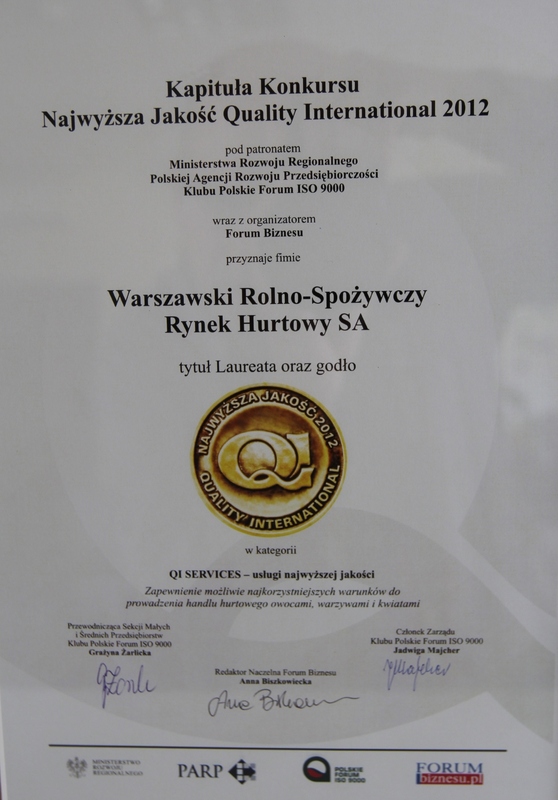 Kapituła Konkursu
Najwyższa Jakość Quality International 2012
pod patronatem
Ministerstwa Rozwoju Regionalnego
Polskiej Agencji Rozwoju Przedsiębiorczości
Klubu Polskie Forum ISO 9000
wraz z organizatorem
Forum Biznesu
przyznaje fimie
Warszawski Rolno-Spożywczy
Rynek Hurtowy SA
tytuł Laureata oraz godło
NAJWYŻSZA JAKOŚĆ 2012
QI
QUALITY INTERNATIONAL
w kategorii
QI SERVICES – usługi najwyższej jakości
Zapewnienie możliwie najkorzystniejszych warunków do
prowadzenia handlu hurtowego owocami, warzywami i kwiatami
Przewodnicząca Sekcji Małych
i Średnich Przedsiębiorstw
Klubu Polskie Forum ISO 9000
Grażyna Żarlicka
Członek Zarządu
Klubu Polskie Forum ISO 9000
Jadwiga Majcher
Redaktor Naczelna Forum Biznesu
Anna Biszkowiecka
MINISTERSTWO
ROZWOJU
REGIONALNEGO
PARP
POLSKIE
FORUM
ISO 9000
FORUM
biznesu.pl